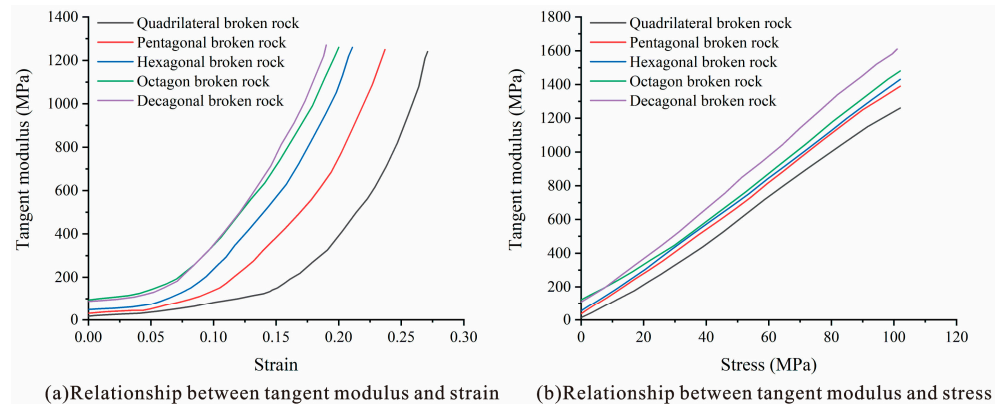 Tangent modulus (MPa)
1400
1200
1000
800
600
400
200
0
Quadrilateral broken rock
Pentagonal broken rock
Hexagonal broken rock
Octagon broken rock
Decagonal broken rock
0.00 0.05 0.10 0.15 0.20 0.25 0.30
Strain
(a)Relationship between tangent modulus and strain
Tangent modulus (MPa)
1800
1600
1400
1200
1000
800
600
400
200
0
Quadrilateral broken rock
Pentagonal broken rock
Hexagonal broken rock
Octagon broken rock
Decagonal broken rock
0 20 40 60 80 100 120
Stress (MPa)
(b)Relationship between tangent modulus and stress